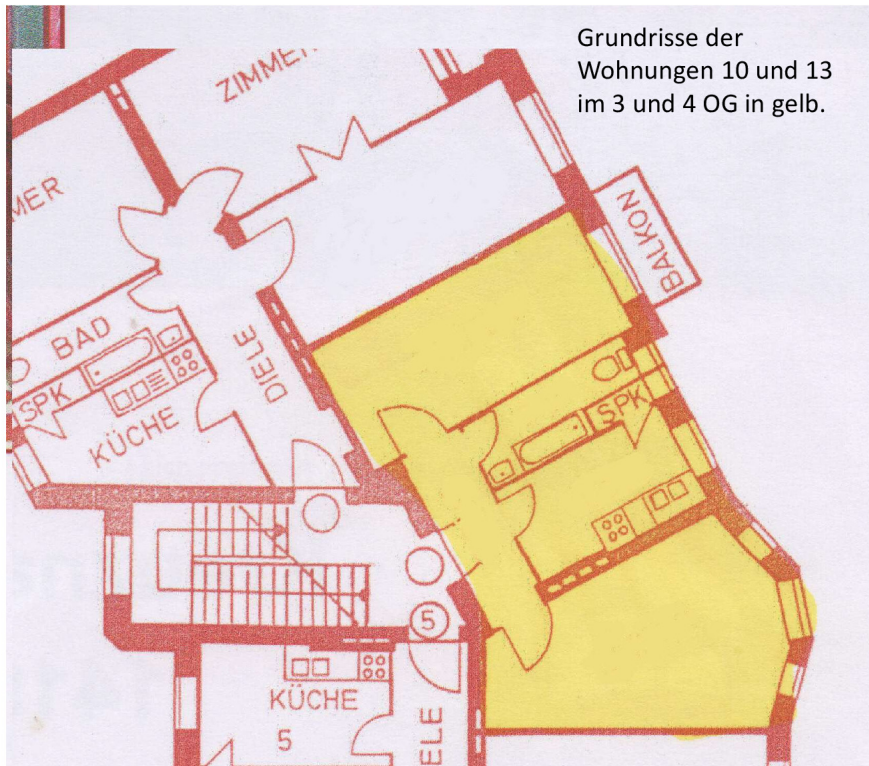 Grundrisse der
Wohnungen 10 und 13
im 3 und 4 OG in gelb.
ZIMMER
MER
BALKON
BAD
DIELE
SPK
SPK
KÜCHE
5
KÜCHE
ELE
5